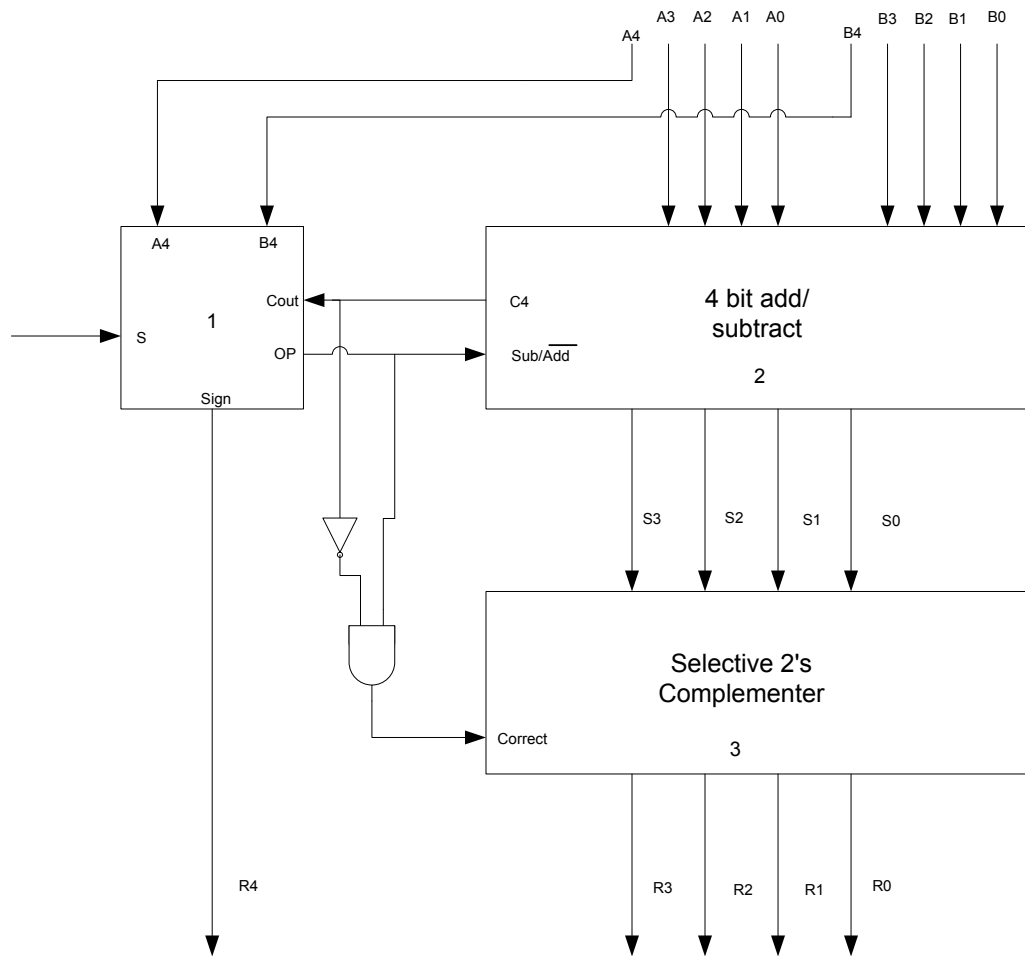 A4
A3
A2
A1
A0
B4
B3
B2
B1
B0
A4
B4
Cout
1
S
OP
Sign
C4
4 bit add/
subtract
Sub/Add
2
S3
S2
S1
S0
Selective 2's
Complementer
Correct
3
R4
R3
R2
R1
R0